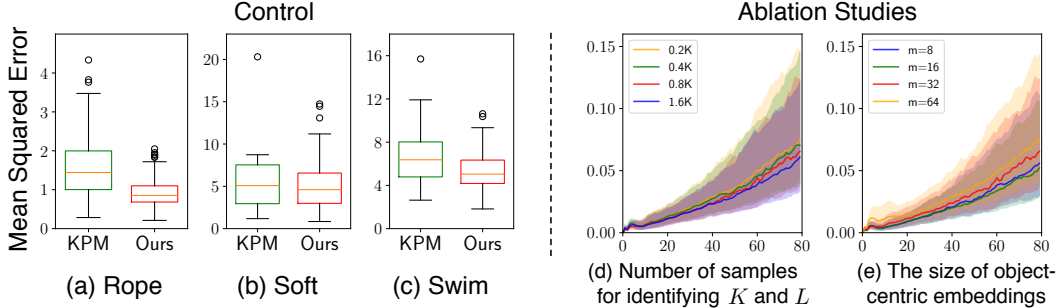 Control
Ablation Studies
Mean Squared Error
4
3
2
1
0
KPM
Ours
(a) Rope
20
15
10
5
0
KPM
Ours
(b) Soft
16
12
8
4
0
KPM
Ours
(c) Swim
0.15
0.10
0.05
0.00
0.2K
0.4K
0.8K
1.6K
0
20
40
60
80
(d) Number of samples
for identifying K and L
0.15
0.10
0.05
0.00
m=8
m=16
m=32
m=64
0
20
40
60
80
(e) The size of object-
centric embeddings